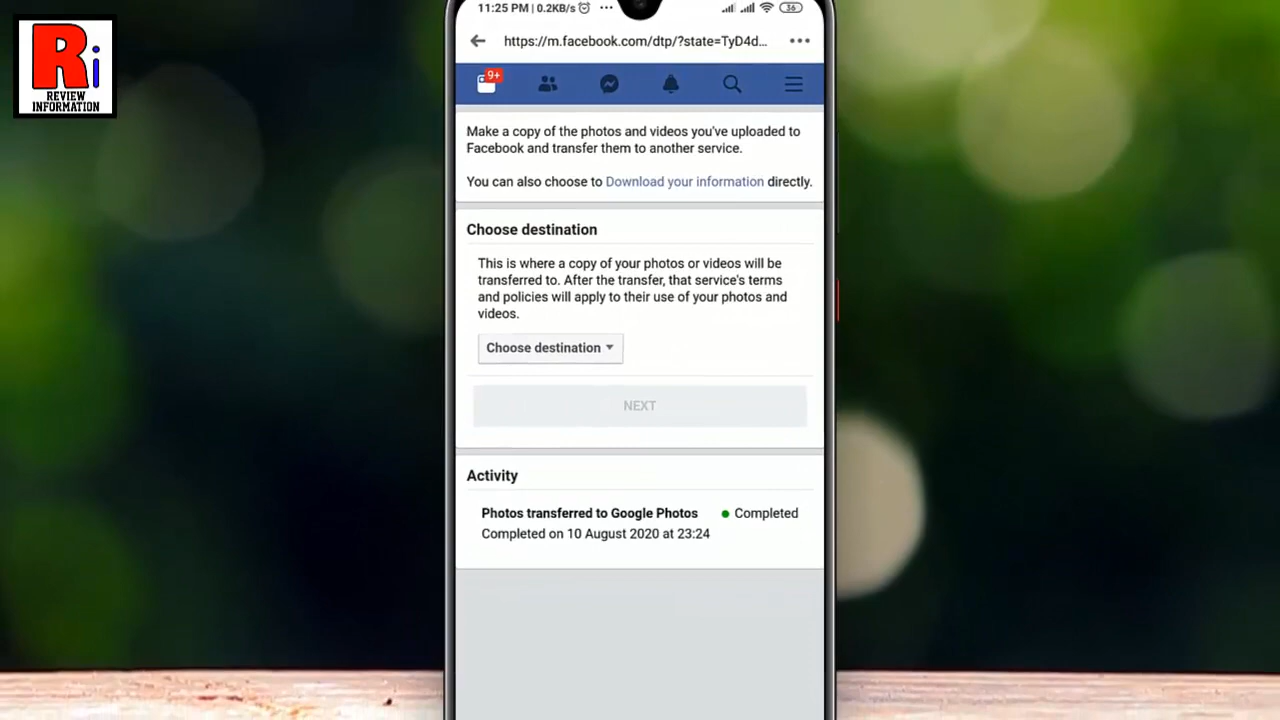 Ri
REVIEW
INFORMATION
11:25 PM | 0.2KB/s ... 36
https://m.facebook.com/dtp/?state=TyD4d...
9+
Make a copy of the photos and videos you've uploaded to
Facebook and transfer them to another service.
You can also choose to Download your information directly.
Choose destination
This is where a copy of your photos or videos will be
transferred to. After the transfer, that service's terms
and policies will apply to their use of your photos and
videos.
Choose destination
NEXT
Activity
Photos transferred to Google Photos Completed
Completed on 10 August 2020 at 23:24